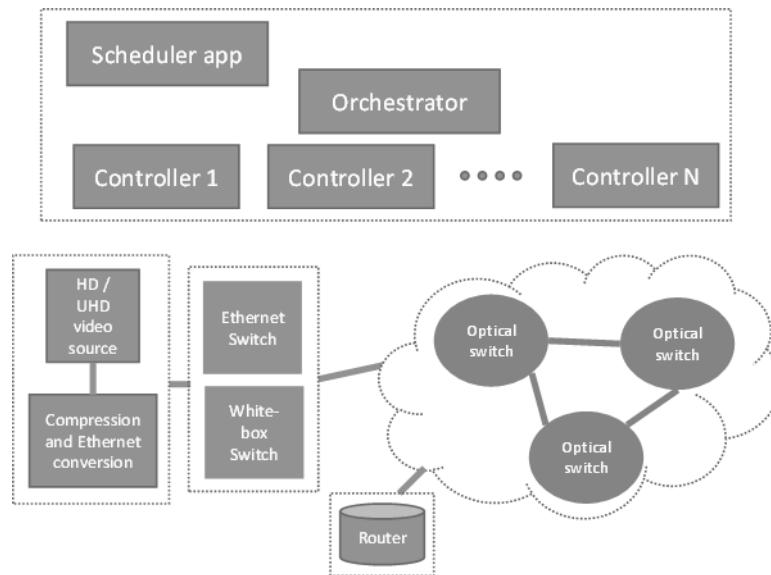 Scheduler app
Orchestrator
Controller 1
Controller 2
Controller N
HD /
UHD
video
source
Compression
and Ethernet
conversion
Ethernet
Switch
White-
box
Switch
Optical
switch
Optical
switch
Optical
switch
Router